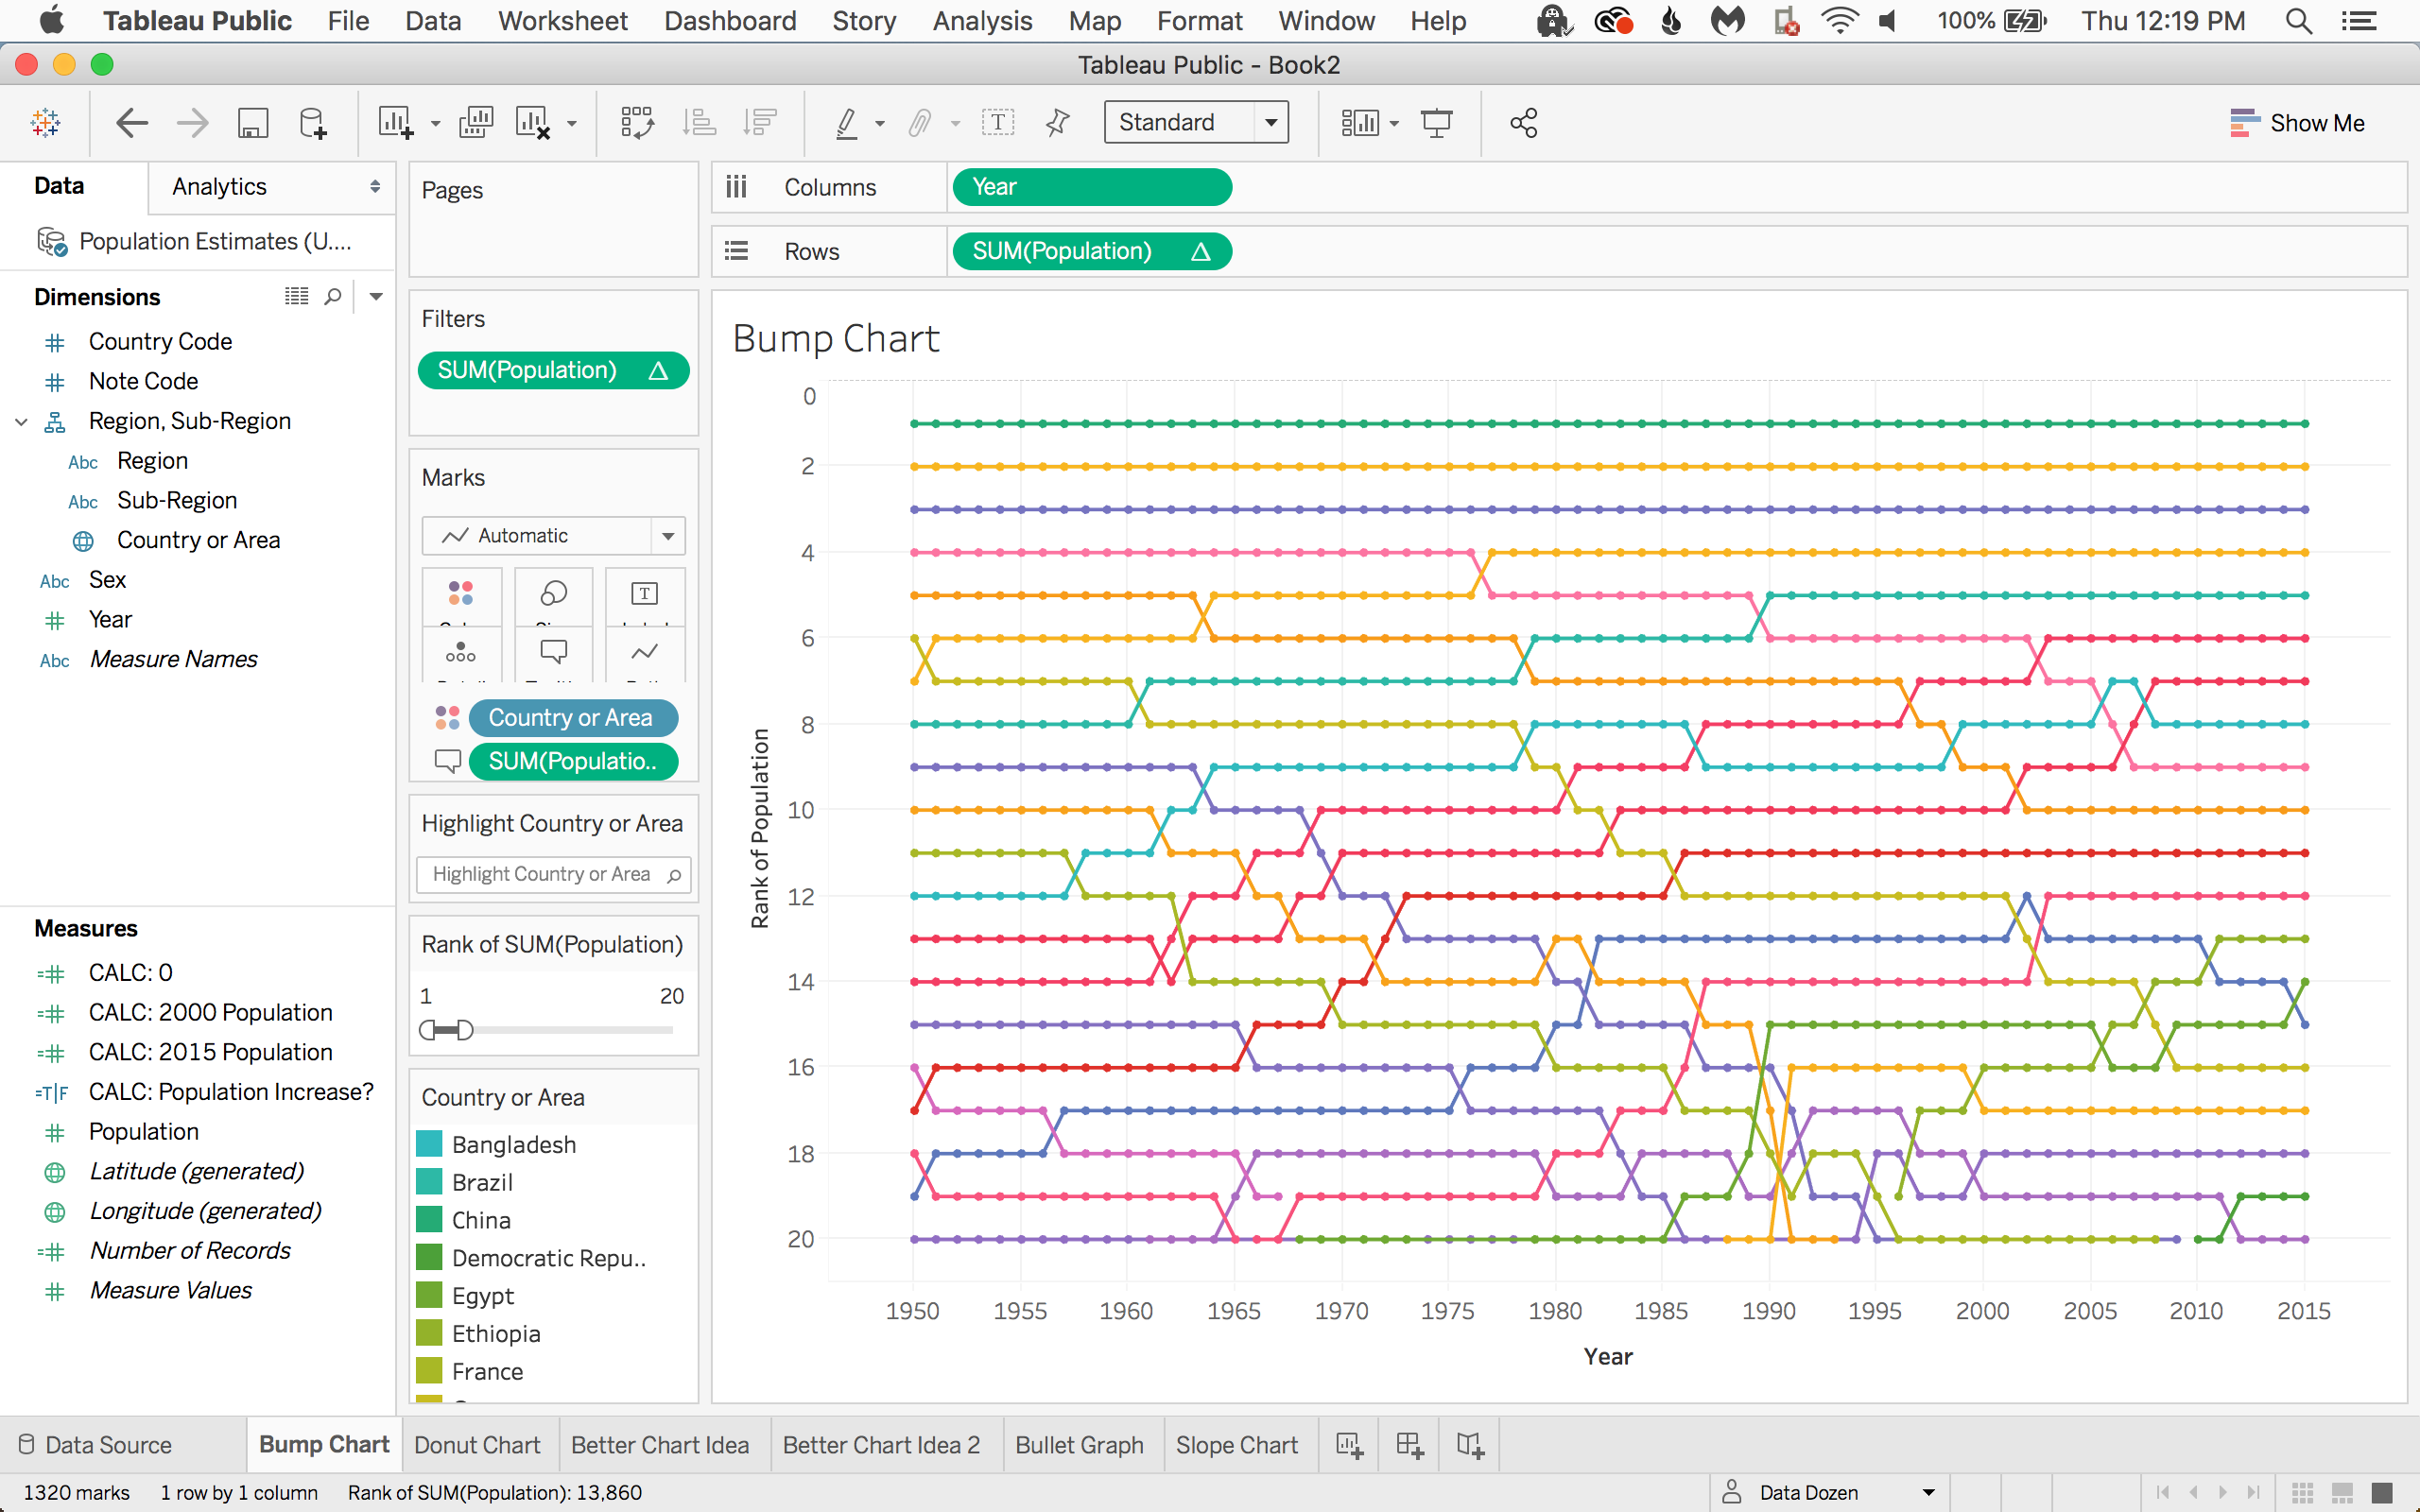 Tableau Public File Data Worksheet Dashboard Story Analysis Map Format Window Help 100% Thu 12:19 PM
Tableau Public - Book2
Standard Show Me
Data Analytics
Population Estimates (U....
Dimensions
Country Code
Note Code
Region, Sub-Region
Abc Region
Abc Sub-Region
Country or Area
Abc Sex
Year
Abc Measure Names
Measures
CALC: 0
CALC: 2000 Population
CALC: 2015 Population
=T|F CALC: Population Increase?
Population
Latitude (generated)
Longitude (generated)
Number of Records
Measure Values
Pages
Filters
SUM(Population) Δ
Marks
Automatic
Country or Area
SUM(Populatio..
Highlight Country or Area
Highlight Country or Area
Rank of SUM(Population)
1 20
Country or Area
Bangladesh
Brazil
China
Democratic Repu..
Egypt
Ethiopia
France
Columns Year
Rows SUM(Population) Δ
Bump Chart
Rank of Population
0
2
4
6
8
10
12
14
16
18
20
1950 1955 1960 1965 1970 1975 1980 1985 1990 1995 2000 2005 2010 2015
Year
Data Source Bump Chart Donut Chart Better Chart Idea Better Chart Idea 2 Bullet Graph Slope Chart
1320 marks 1 row by 1 column Rank of SUM(Population): 13,860 Data Dozen